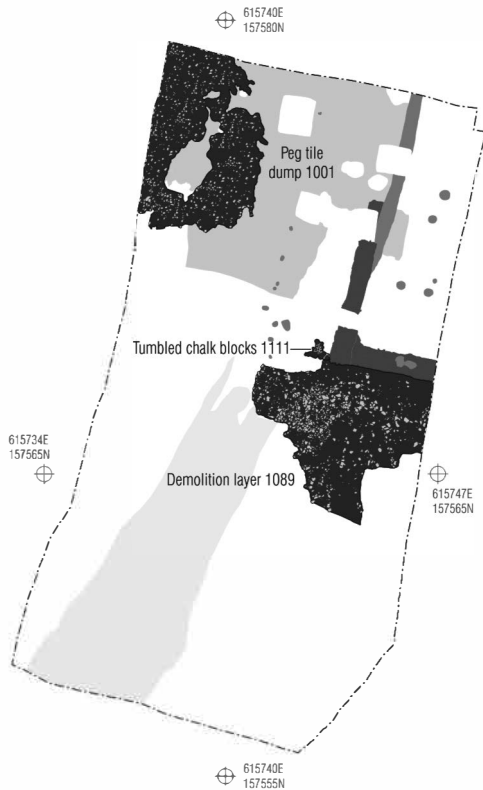 615740E
157580N
Peg tile
dump 1001
Tumbled chalk blocks 1111
615734E
157565N
Demolition layer 1089
615747E
157565N
615740E
157555N